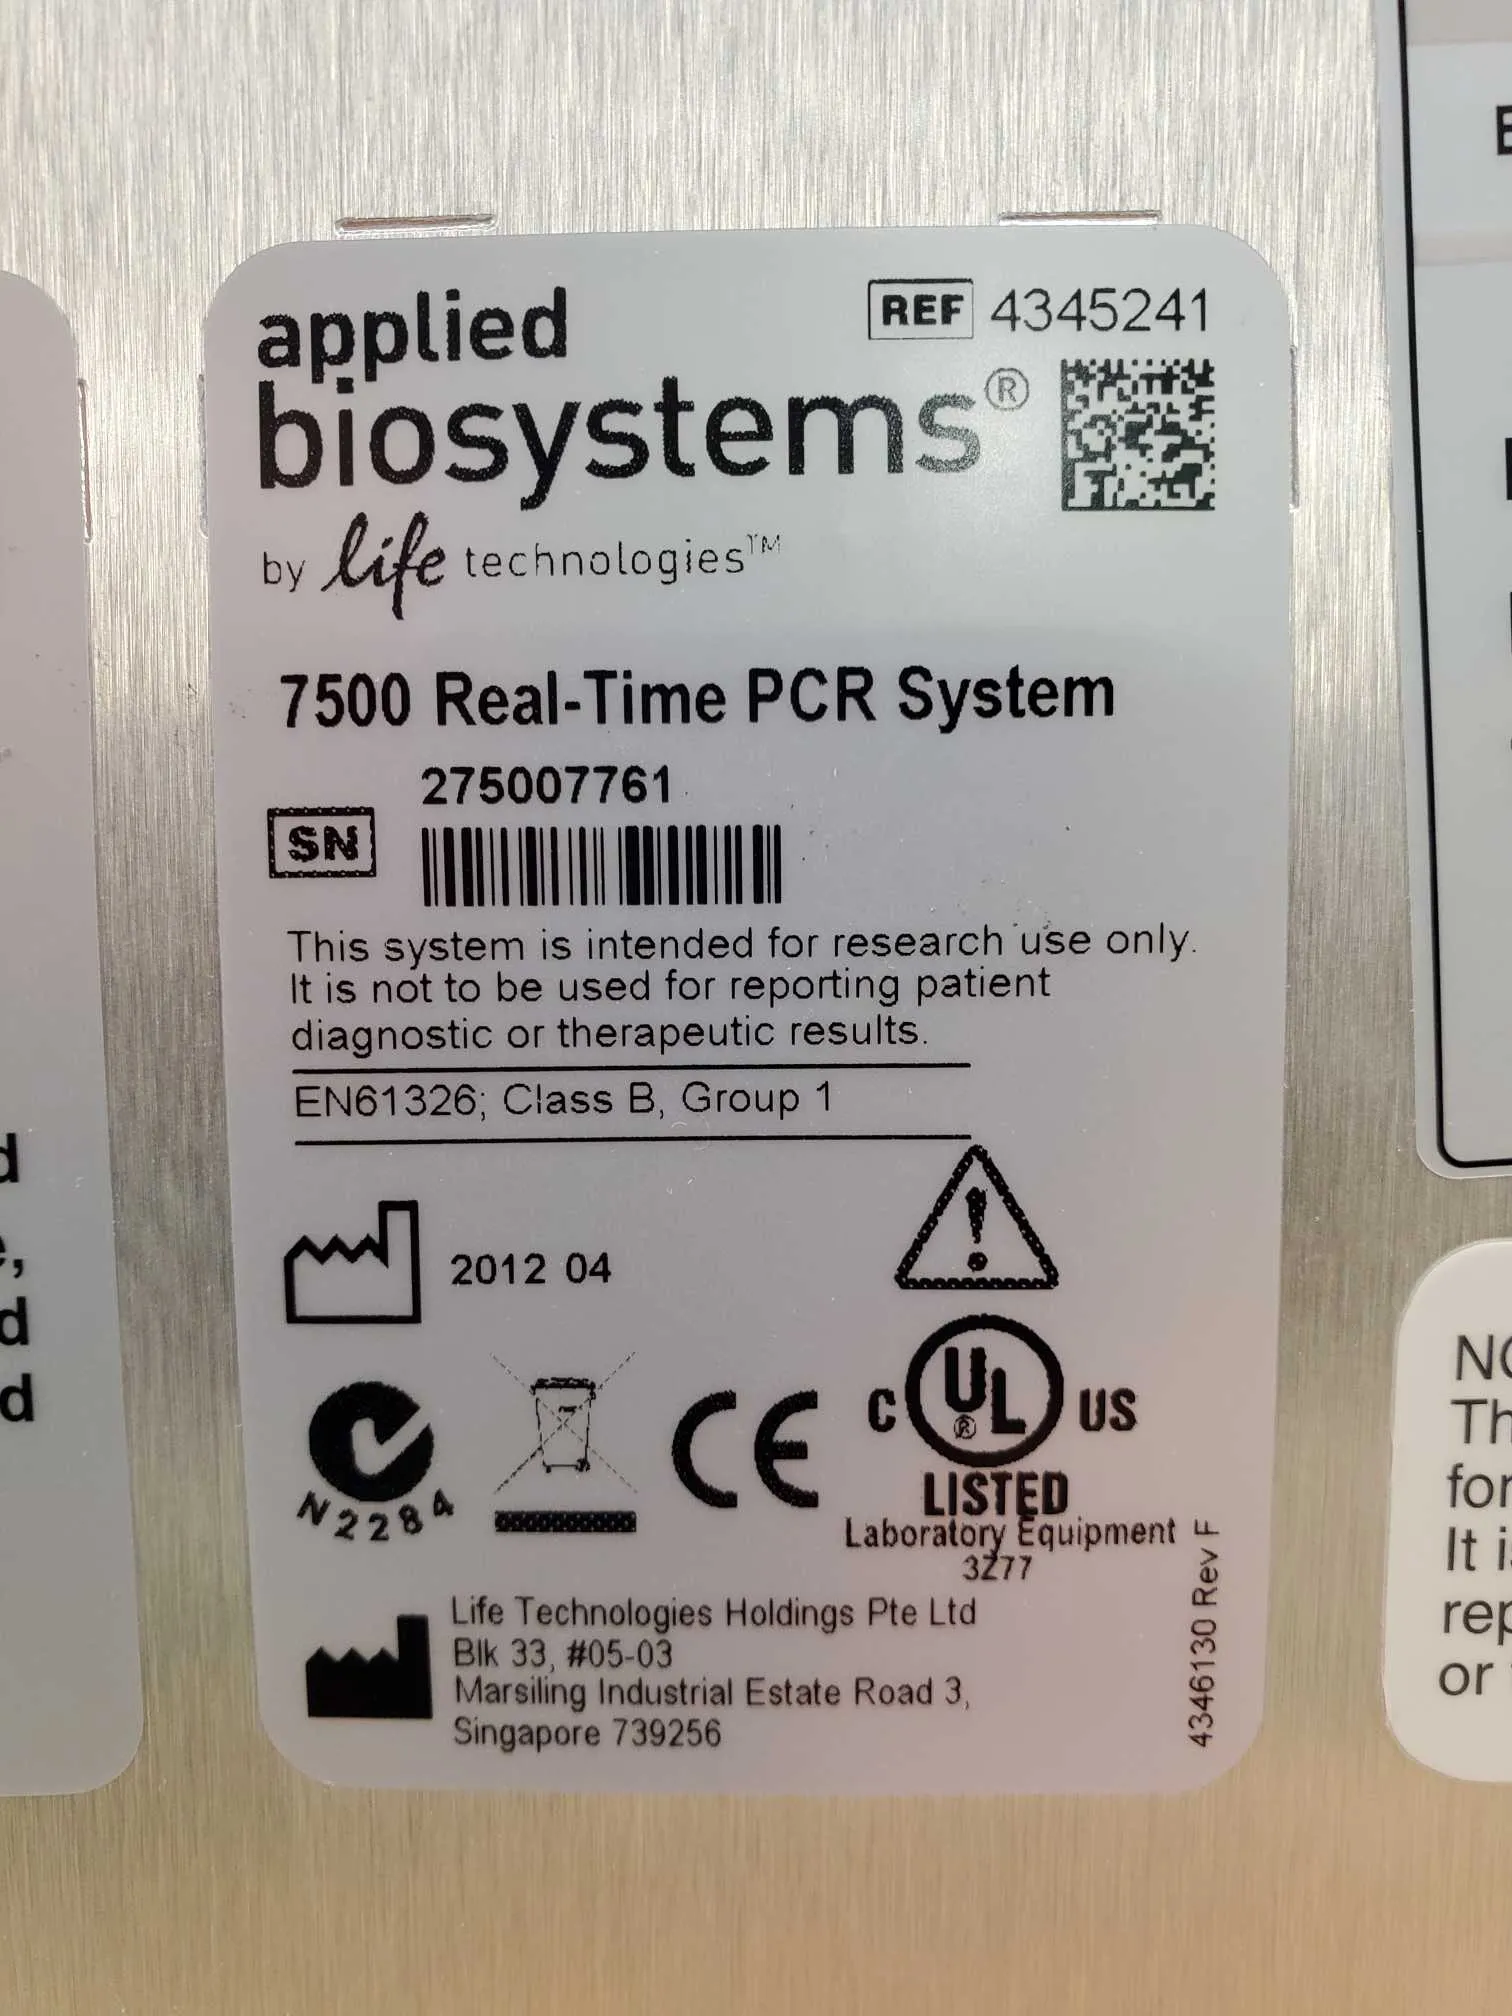 applied
biosystems®
by life technologies™
REF 4345241
7500 Real-Time PCR System
275007761
SN
This system is intended for research use only.
It is not to be used for reporting patient
diagnostic or therapeutic results.
EN61326; Class B, Group 1
2012 04
N2284
CE
C UL® US
LISTED
Laboratory Equipment
3Z77
Life Technologies Holdings Pte Ltd
Blk 33, #05-03
Marsiling Industrial Estate Road 3,
Singapore 739256
4346130 Rev F
d
,
d
d
It
or